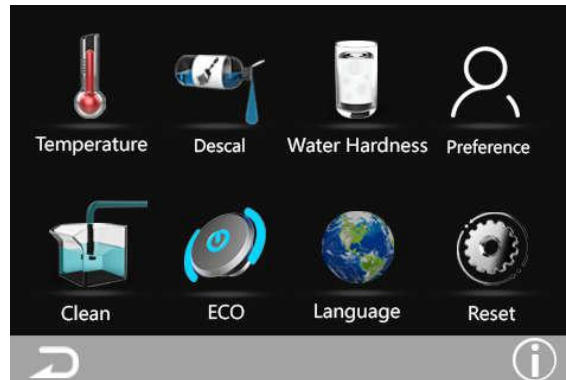 Temperature
Descal
Water Hardness
Preference
Clean
ECO
Language
Reset